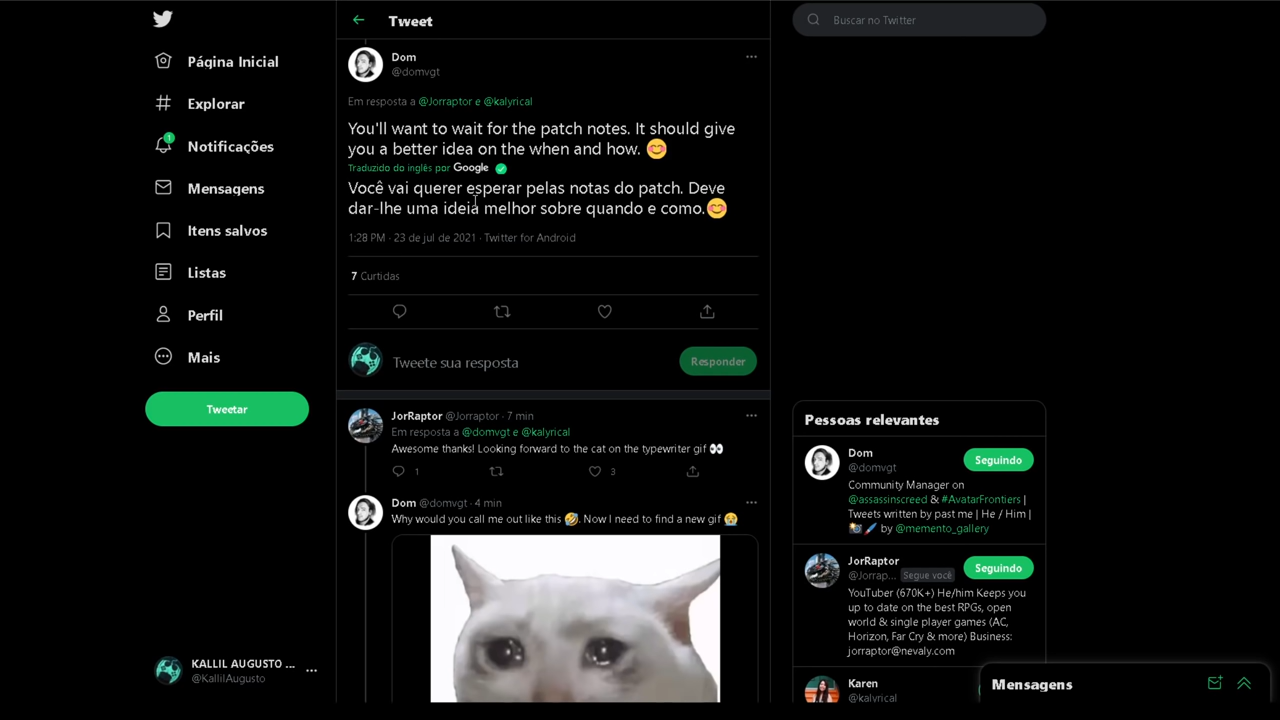 Tweet
Buscar no Twitter
Página Inicial
Explorar
1
Notificações
Mensagens
Itens salvos
Listas
Perfil
Mais
Tweetar
KALLIL AUGUSTO ...
@KallilAugusto
Dom
@domvgt
Em resposta a @Jorraptor e @kalyrical
You'll want to wait for the patch notes. It should give
you a better idea on the when and how. 😊
Traduzido do inglês por Google
Você vai querer esperar pelas notas do patch. Deve
dar-lhe uma ideia melhor sobre quando e como.😊
1:28 PM · 23 de jul de 2021 · Twitter for Android
7 Curtidas
Tweete sua resposta
Responder
JorRaptor @Jorraptor · 7 min
Em resposta a @domvgt e @kalyrical
Awesome thanks! Looking forward to the cat on the typewriter gif 👀
1 3
Dom @domvgt · 4 min
Why would you call me out like this 🤣. Now I need to find a new gif 😭
Pessoas relevantes
Dom
@domvgt
Seguindo
Community Manager on
@assassinscreed & #AvatarFrontiers |
Tweets written by past me | He / Him |
📸🖌️ by @memento_gallery
JorRaptor
@Jorrap... Segue você
Seguindo
YouTuber (670K+) He/him Keeps you
up to date on the best RPGs, open
world & single player games (AC,
Horizon, Far Cry & more) Business:
jorraptor@nevaly.com
Karen
@kalyrical
Mensagens